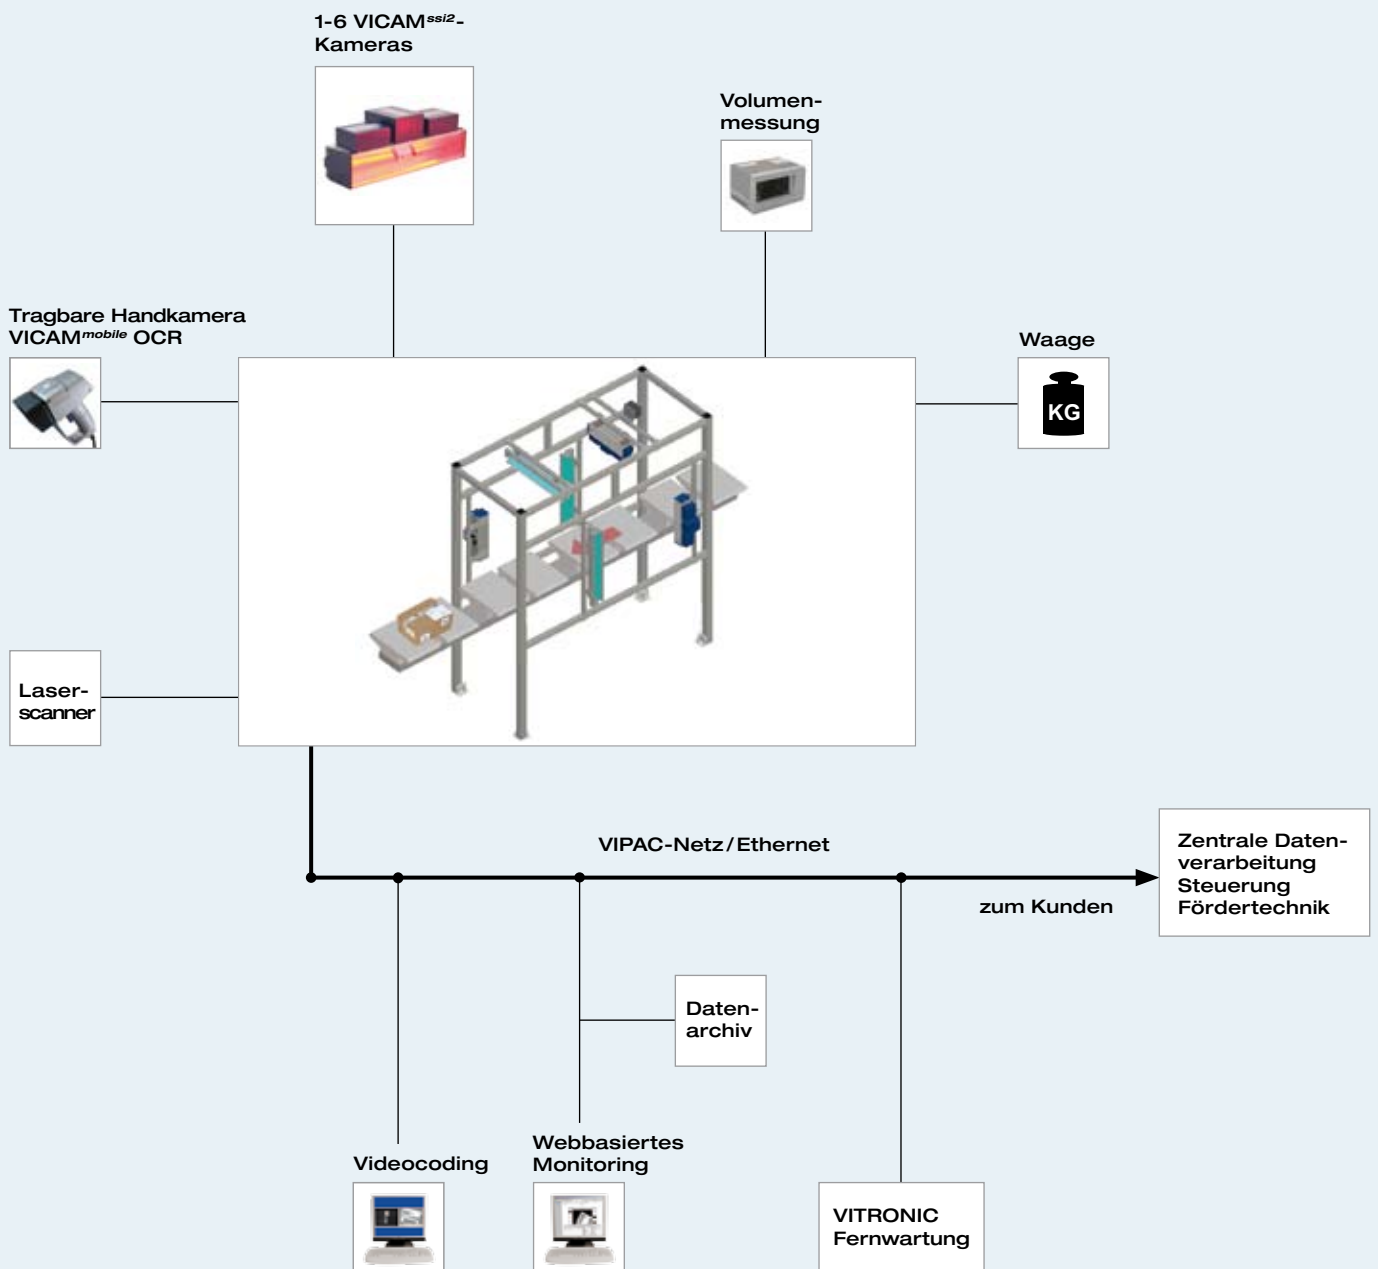 1-6 VICAMssi2-
Kameras
Volumen-
messung
Tragbare Handkamera
VICAMmobile OCR
Waage
KG
Laser-
scanner
VIPAC-Netz/Ethernet
zum Kunden
Zentrale Daten-
verarbeitung
Steuerung
Fördertechnik
Daten-
archiv
Videocoding
Webbasiertes
Monitoring
VITRONIC
Fernwartung